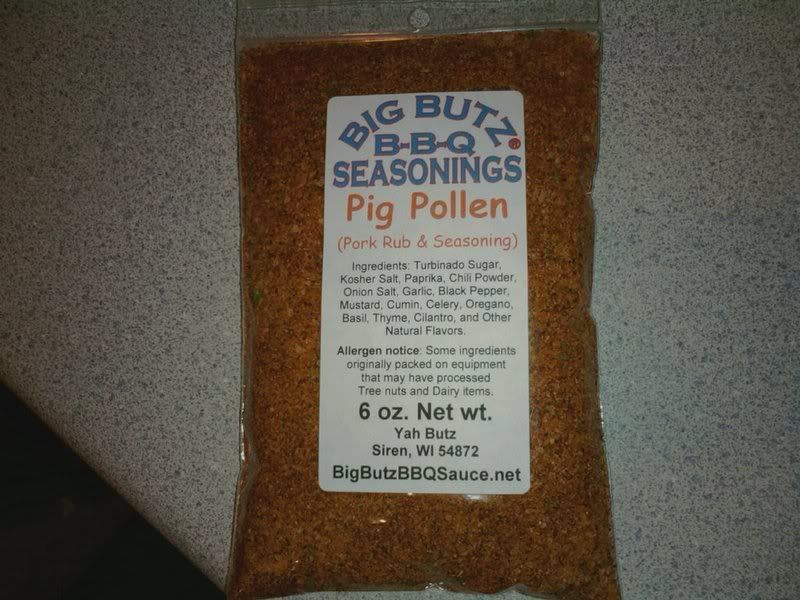 BIG BUTZ®
B-B-Q
SEASONINGS
Pig Pollen
(Pork Rub & Seasoning)
Ingredients: Turbinado Sugar,
Kosher Salt, Paprika, Chili Powder,
Onion Salt, Garlic, Black Pepper,
Mustard, Cumin, Celery, Oregano,
Basil, Thyme, Cilantro, and Other
Natural Flavors.
Allergen notice: Some ingredients
originally packed on equipment
that may have processed
Tree nuts and Dairy items.
6 oz. Net wt.
Yah Butz
Siren, WI 54872
BigButzBBQSauce.net